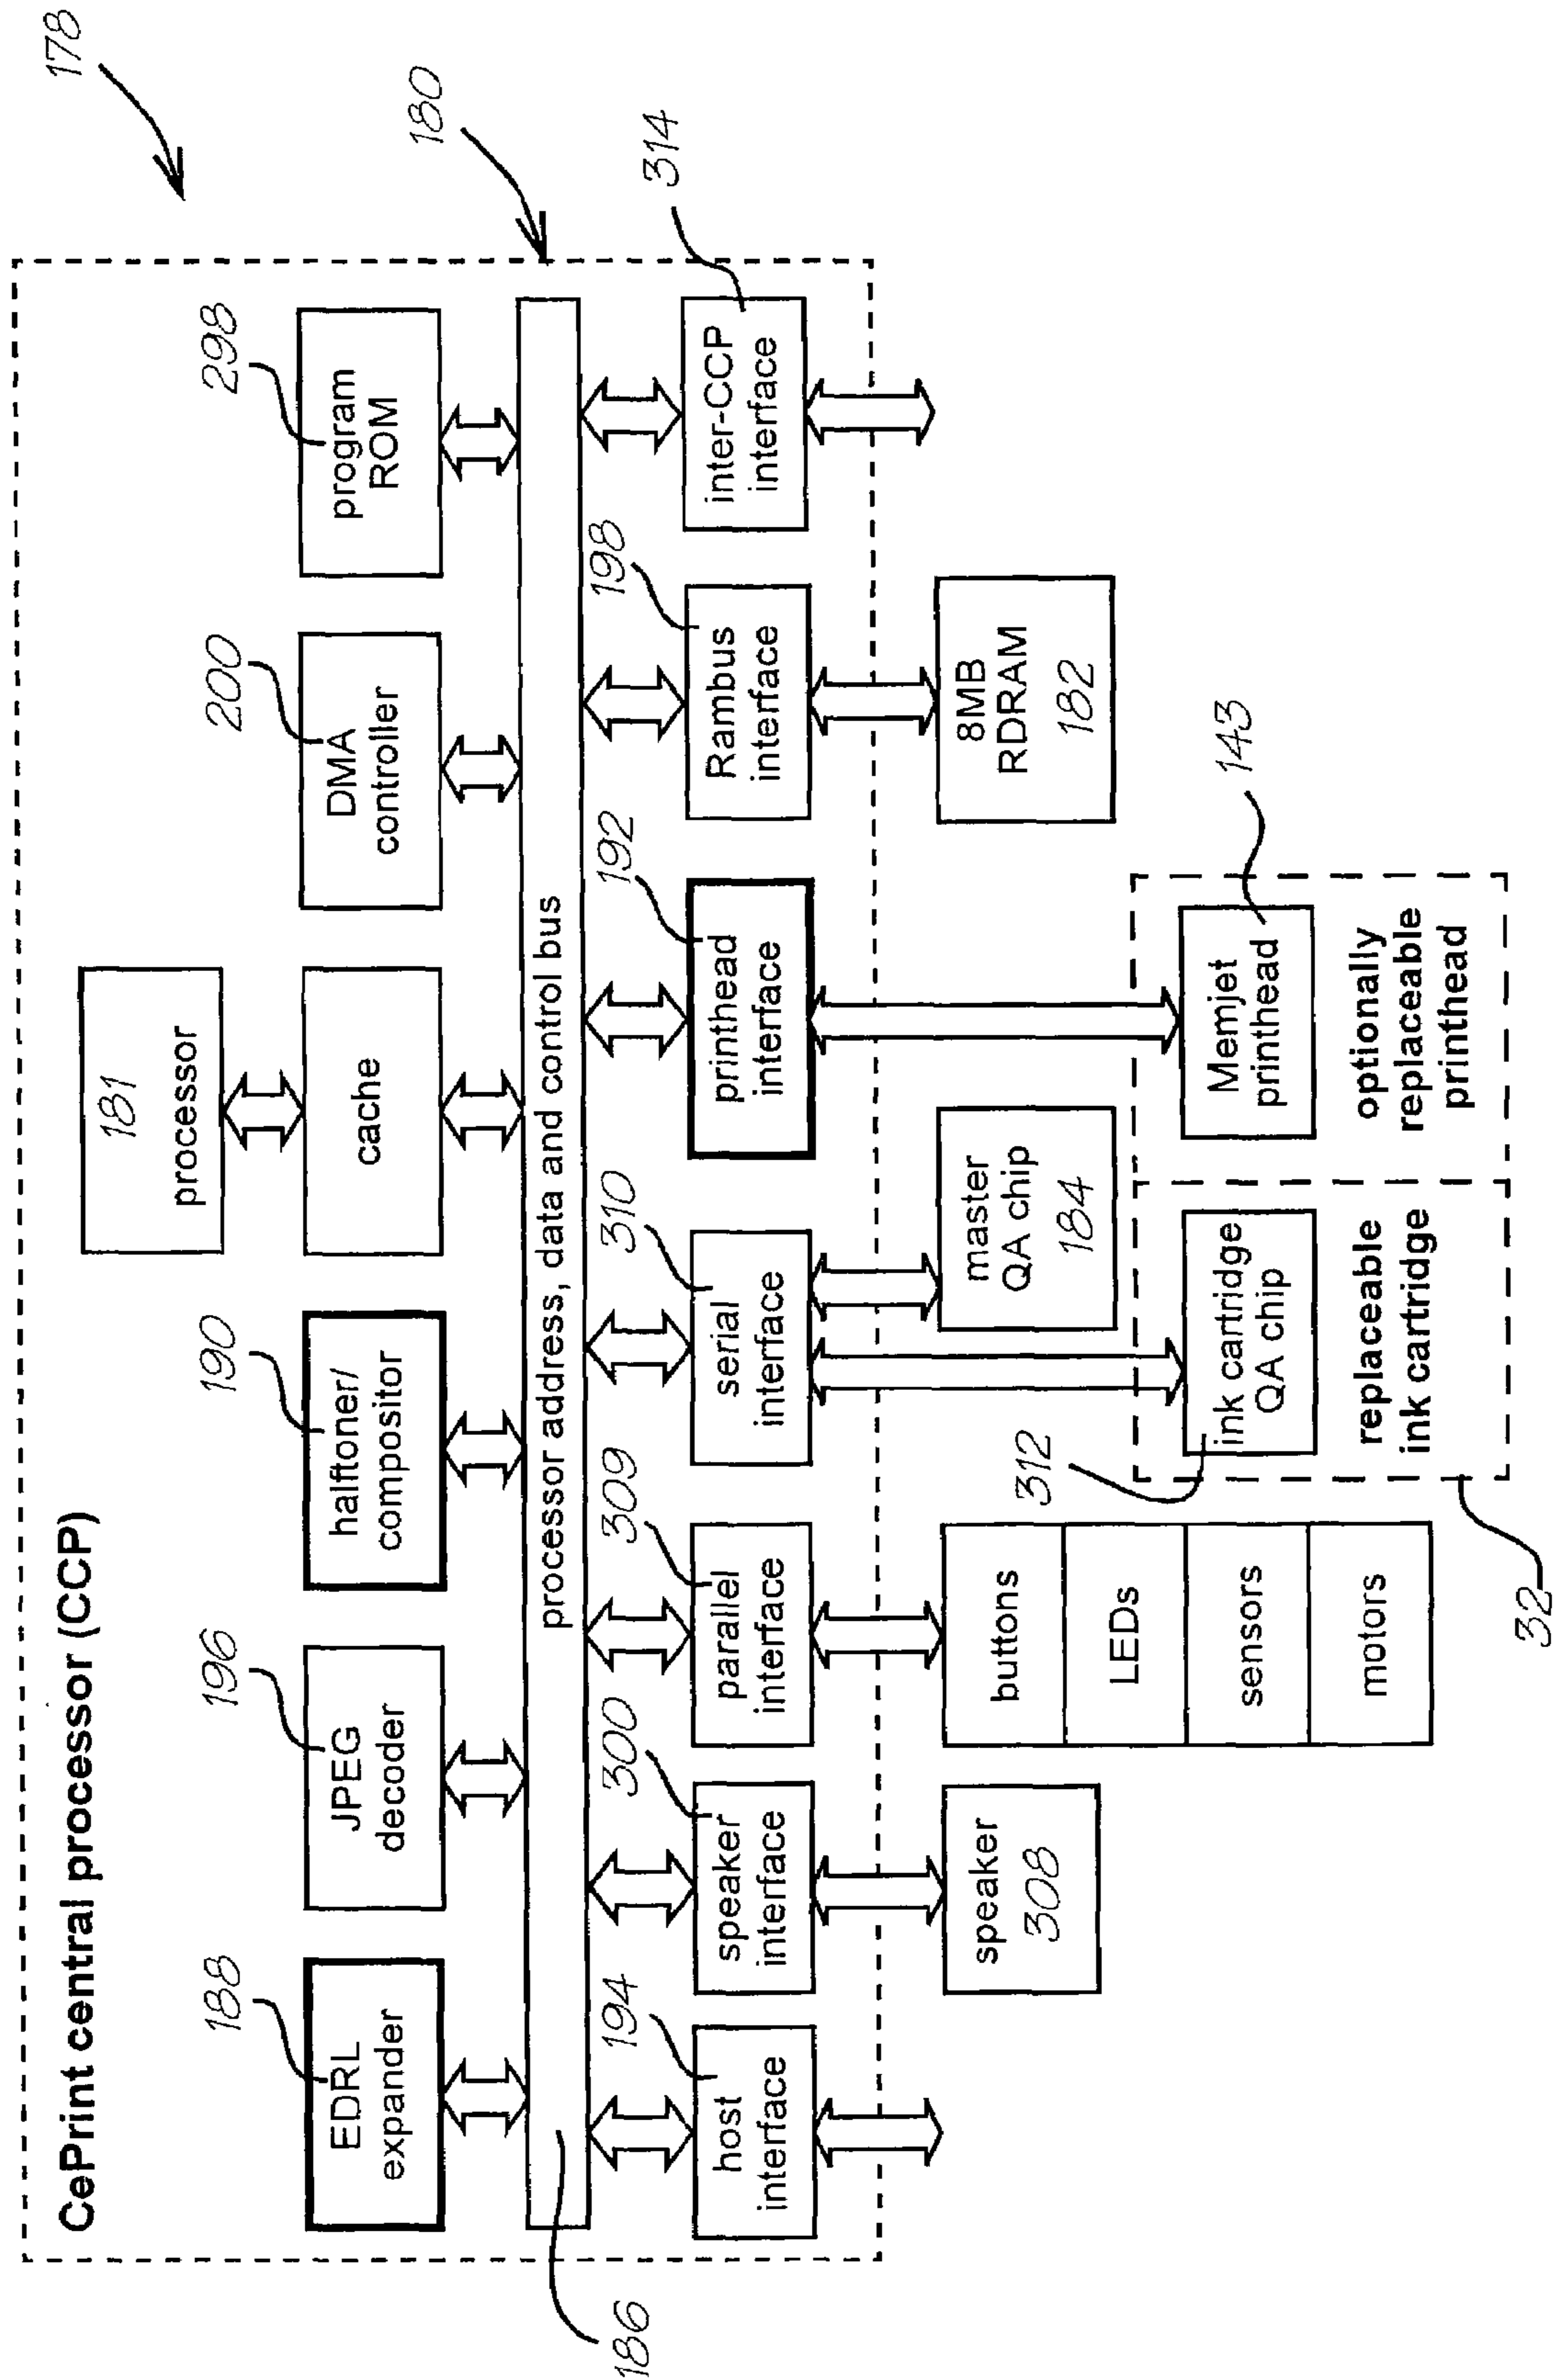 178
CePrint central processor (CCP)
181
processor
188
196
190
200
298
EDRL
expander
JPEG
decoder
halftoner/
compositor
cache
DMA
controller
program
ROM
180
processor address, data and control bus
186
194
300
309
310
192
198
314
host
interface
speaker
interface
parallel
interface
serial
interface
printhead
interface
Rambus
interface
inter-CCP
interface
speaker
308
buttons
LEDs
sensors
motors
master
QA chip
184
8MB
RDRAM
182
312
ink cartridge
QA chip
replaceable
ink cartridge
32
143
Memjet
printhead
optionally
replaceable
printhead